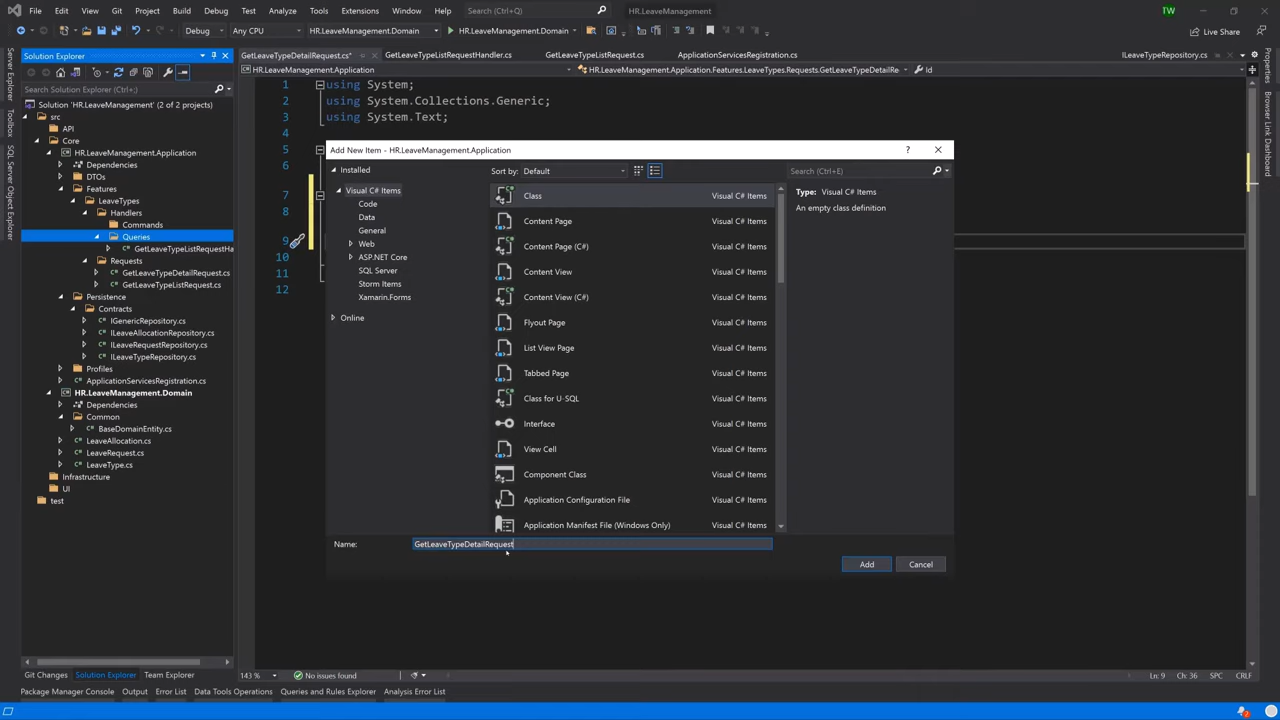 File Edit View Git Project Build Debug Test Analyze Tools Extensions Window Help Search (Ctrl+Q) HR.LeaveManagement TW
Debug Any CPU HR.LeaveManagement.Domain HR.LeaveManagement.Domain Live Share
Solution Explorer
GetLeaveTypeDetailRequest.cs* GetLeaveTypeListRequestHandler.cs GetLeaveTypeListRequest.cs ApplicationServicesRegistration.cs ILeaveTypeRepository.cs
HR.LeaveManagement.Application HR.LeaveManagement.Application.Features.LeaveTypes.Requests.GetLeaveTypeDetailRe Id
Server Explorer
Toolbox
SQL Server Object Explorer
Search Solution Explorer (Ctrl+;)
Solution 'HR.LeaveManagement' (2 of 2 projects)
src
API
Core
HR.LeaveManagement.Application
Dependencies
DTOs
Features
LeaveTypes
Handlers
Commands
Queries
GetLeaveTypeListRequestHa
Requests
GetLeaveTypeDetailRequest.cs
GetLeaveTypeListRequest.cs
Persistence
Contracts
IGenericRepository.cs
ILeaveAllocationRepository.cs
ILeaveRequestRepository.cs
ILeaveTypeRepository.cs
Profiles
ApplicationServicesRegistration.cs
HR.LeaveManagement.Domain
Dependencies
Common
BaseDomainEntity.cs
LeaveAllocation.cs
LeaveRequest.cs
LeaveType.cs
Infrastructure
UI
test
1 using System;
2 using System.Collections.Generic;
3 using System.Text;
4
5
6
7
8
9
10
11
12
Add New Item - HR.LeaveManagement.Application
Installed
Sort by: Default
Search (Ctrl+E)
Visual C# Items
Code
Data
General
Web
ASP.NET Core
SQL Server
Storm Items
Xamarin.Forms
Online
Class Visual C# Items
Content Page Visual C# Items
Content Page (C#) Visual C# Items
Content View Visual C# Items
Content View (C#) Visual C# Items
Flyout Page Visual C# Items
List View Page Visual C# Items
Tabbed Page Visual C# Items
Class for U-SQL Visual C# Items
Interface Visual C# Items
View Cell Visual C# Items
Component Class Visual C# Items
Application Configuration File Visual C# Items
Application Manifest File (Windows Only) Visual C# Items
Type: Visual C# Items
An empty class definition
Name: GetLeaveTypeDetailRequest
Add Cancel
Properties
Browser Link Dashboard
Git Changes Solution Explorer Team Explorer
143 % No issues found Ln: 9 Ch: 36 SPC CRLF
Package Manager Console Output Error List Data Tools Operations Queries and Rules Explorer Analysis Error List
2